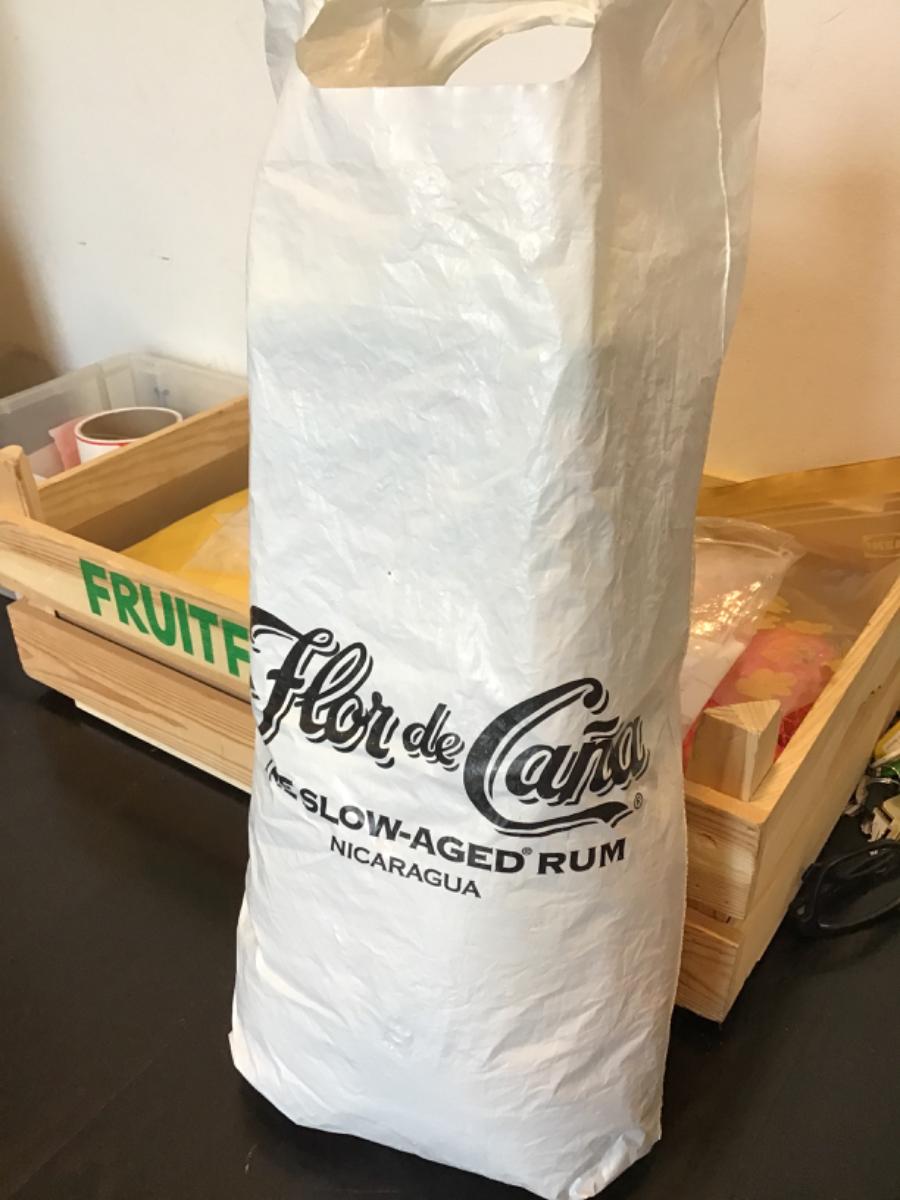 FRUITF
Flor de Caña®
SLOW-AGED® RUM
NICARAGUA